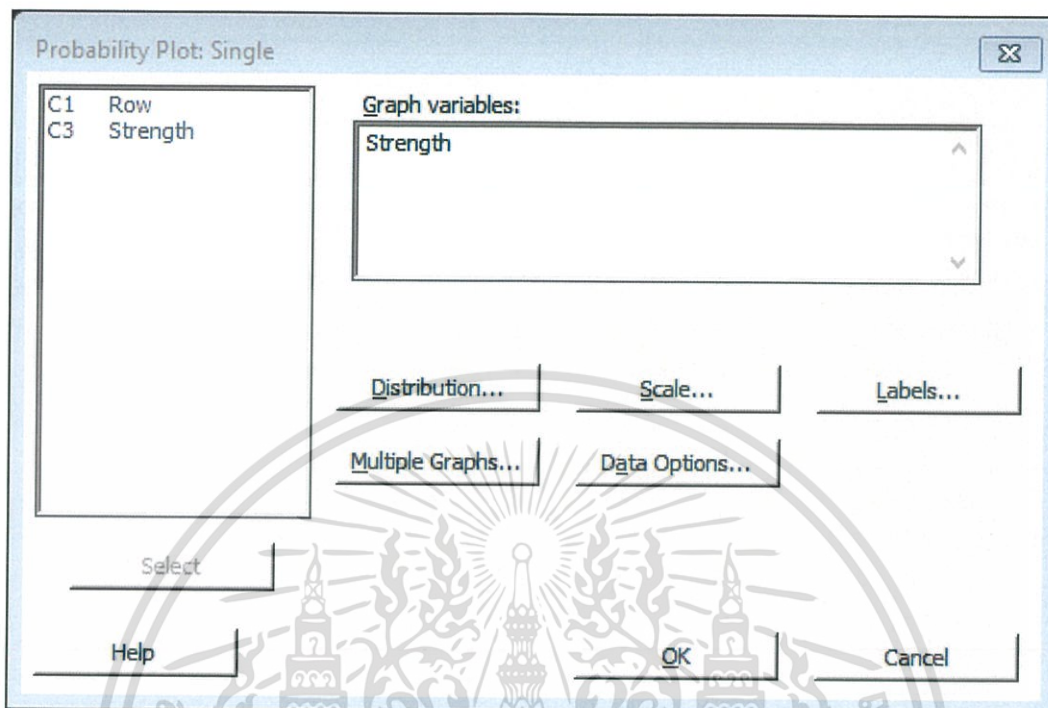 Probability Plot: Single
C1 Row
C3 Strength
Graph variables:
Strength
Distribution...
Scale...
Labels...
Multiple Graphs...
Data Options...
Select
Help
OK
Cancel